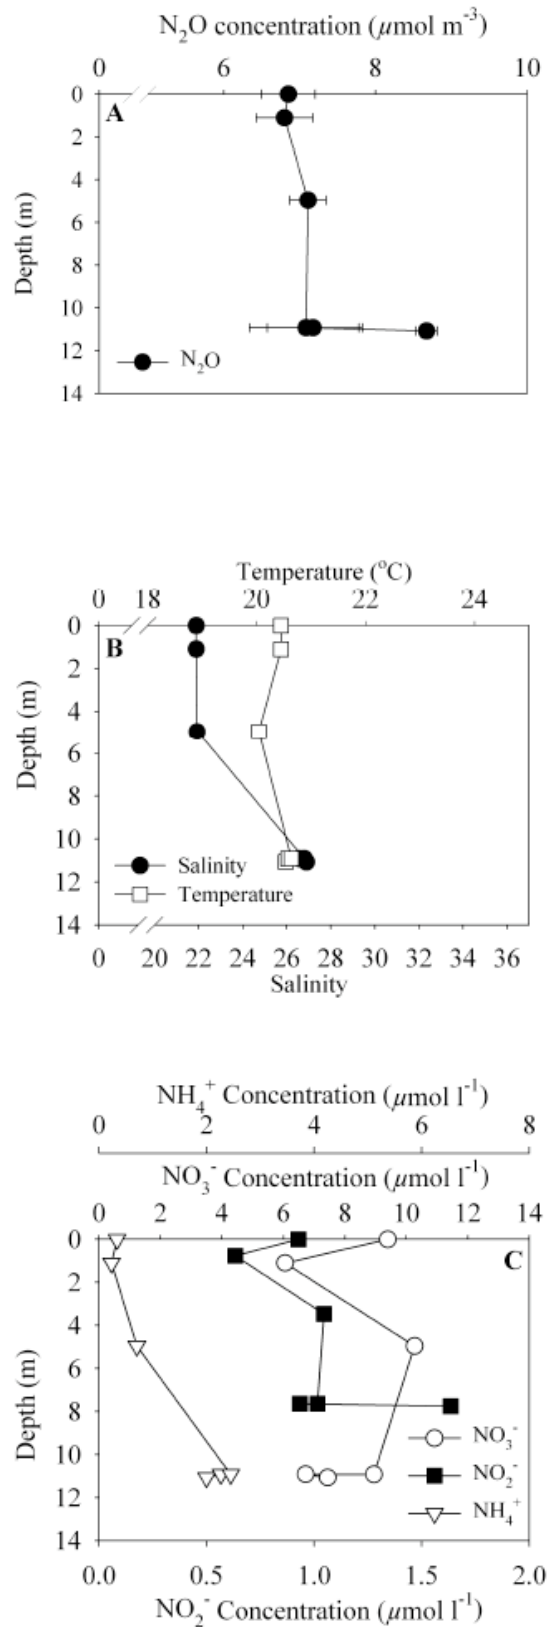 N₂O concentration (µmol m⁻³)
0 6 8 10
A
0
2
4
6
8
10
12
14
Depth (m)
N₂O
Temperature (°C)
0 18 20 22 24
B
0
2
4
6
8
10
12
14
Depth (m)
Salinity
Temperature
0 20 22 24 26 28 30 32 34 36
Salinity
NH₄⁺ Concentration (µmol l⁻¹)
0 2 4 6 8
NO₃⁻ Concentration (µmol l⁻¹)
0 2 4 6 8 10 12 14
C
0
2
4
6
8
10
12
14
Depth (m)
NO₃⁻
NO₂⁻
NH₄⁺
0.0 0.5 1.0 1.5 2.0
NO₂⁻ Concentration (µmol l⁻¹)